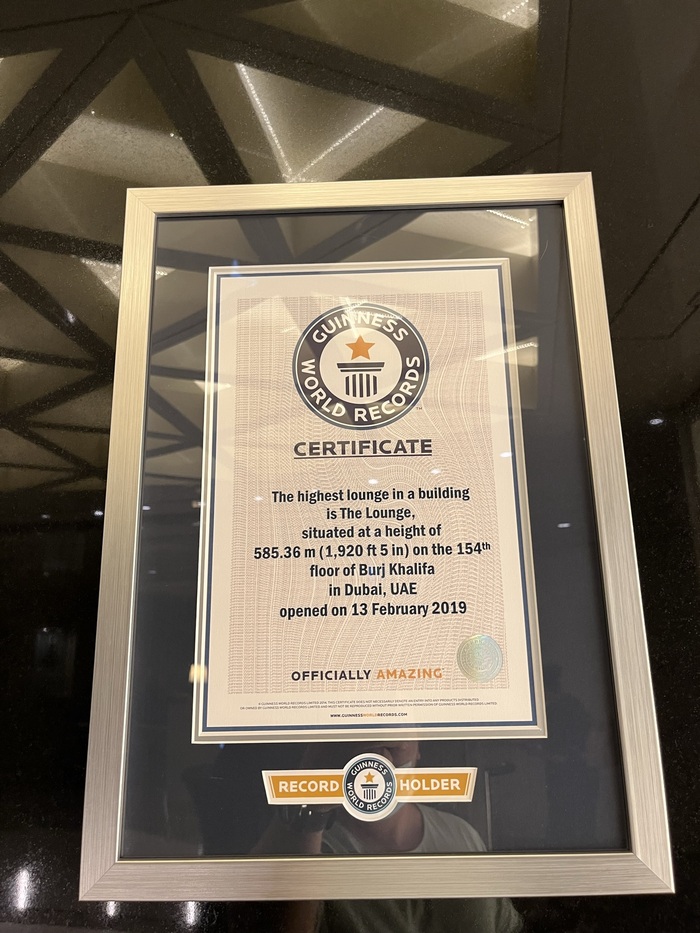 GUINNESS
WORLD RECORDS
TM
CERTIFICATE
The highest lounge in a building
is The Lounge,
situated at a height of
585.36 m (1,920 ft 5 in) on the 154th
floor of Burj Khalifa
in Dubai, UAE
opened on 13 February 2019
OFFICIALLY AMAZING
WWW.GUINNESSWORLDRECORDS.COM
RECORD HOLDER
GUINNESS
WORLD RECORDS